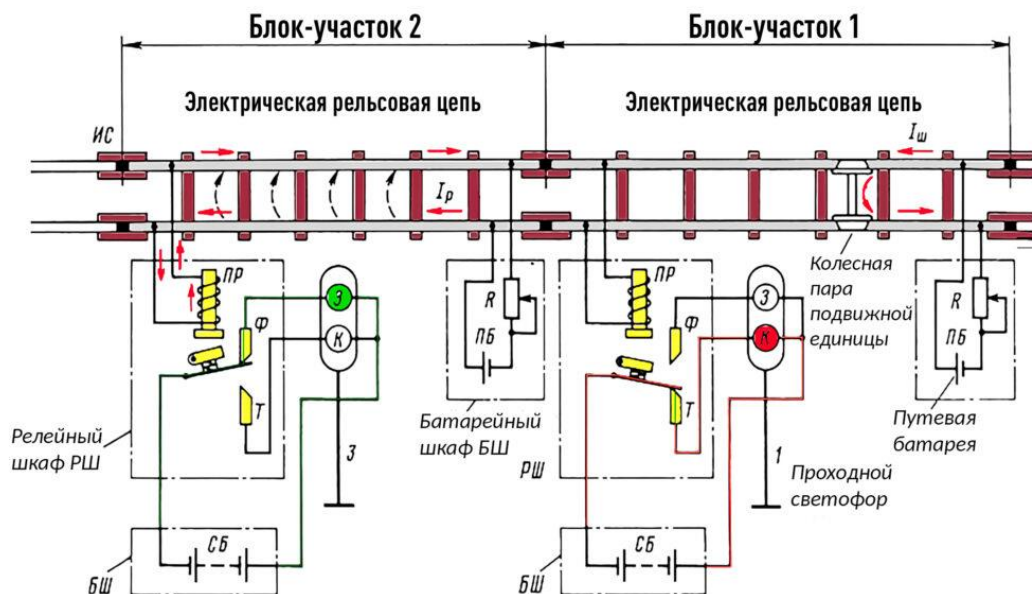 Блок-участок 2
Блок-участок 1
Электрическая рельсовая цепь
Электрическая рельсовая цепь
ИС
Iш
Iр
ПР
З
К
Ф
Т
R
ПБ
ПР
З
К
Ф
Т
Колесная
пара
подвижной
единицы
R
ПБ
Релейный
шкаф РШ
3
Батарейный
шкаф БШ
РШ
1
Проходной
светофор
Путевая
батарея
СБ
БШ
СБ
БШ